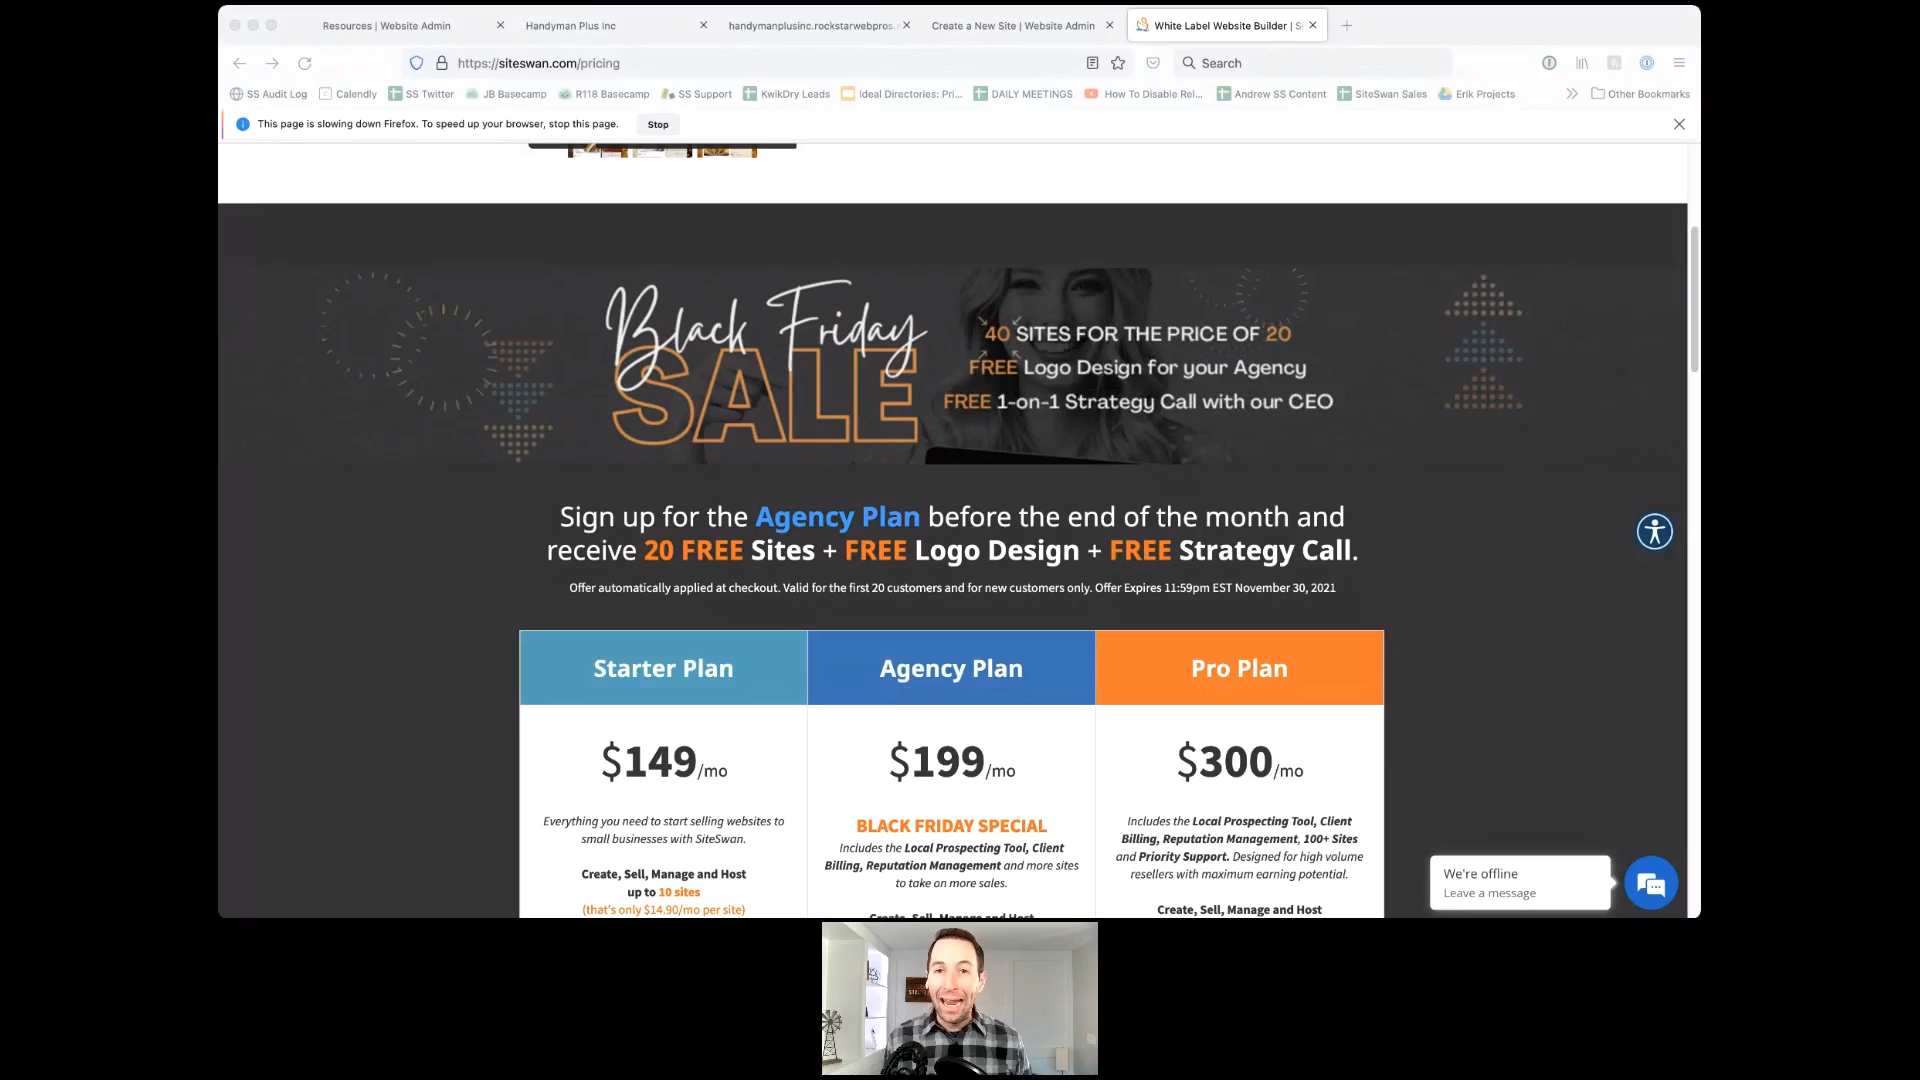 Resources | Website Admin
Handyman Plus Inc
handymanplusinc.rockstarwebpros.
Create a New Site | Website Admin
White Label Website Builder | Si
https://siteswan.com/pricing
Search
SS Audit Log
Calendly
SS Twitter
JB Basecamp
R118 Basecamp
SS Support
KwikDry Leads
Ideal Directories: Pri...
DAILY MEETINGS
How To Disable Rel...
Andrew SS Content
SiteSwan Sales
Erik Projects
Other Bookmarks
This page is slowing down Firefox. To speed up your browser, stop this page.
Stop
Black Friday
SALE
40 SITES FOR THE PRICE OF 20
FREE Logo Design for your Agency
FREE 1-on-1 Strategy Call with our CEO
Sign up for the Agency Plan before the end of the month and
receive 20 FREE Sites + FREE Logo Design + FREE Strategy Call.
Offer automatically applied at checkout. Valid for the first 20 customers and for new customers only. Offer Expires 11:59pm EST November 30, 2021
Starter Plan
Agency Plan
Pro Plan
$149/mo
$199/mo
$300/mo
Everything you need to start selling websites to
small businesses with SiteSwan.
Create, Sell, Manage and Host
up to 10 sites
(that's only $14.90/mo per site)
BLACK FRIDAY SPECIAL
Includes the Local Prospecting Tool, Client
Billing, Reputation Management and more sites
to take on more sales.
Create, Sell, Manage and Host
Includes the Local Prospecting Tool, Client
Billing, Reputation Management, 100+ Sites
and Priority Support. Designed for high volume
resellers with maximum earning potential.
Create, Sell, Manage and Host
We're offline
Leave a message